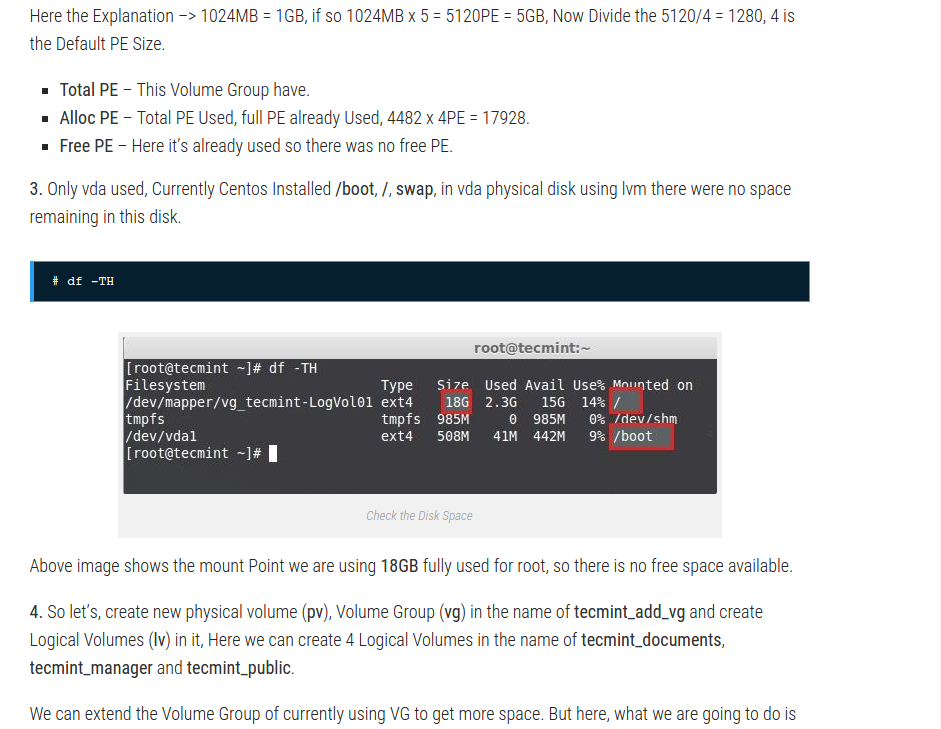 Here the Explanation –> 1024MB = 1GB, if so 1024MB x 5 = 5120PE = 5GB, Now Divide the 5120/4 = 1280, 4 is
the Default PE Size.
▪ Total PE – This Volume Group have.
▪ Alloc PE – Total PE Used, full PE already Used, 4482 x 4PE = 17928.
▪ Free PE – Here it's already used so there was no free PE.
3. Only vda used, Currently Centos Installed /boot, /, swap, in vda physical disk using lvm there were no space
remaining in this disk.
# df -TH
root@tecmint:~
[root@tecmint ~]# df -TH
Filesystem Type Size Used Avail Use% Mounted on
/dev/mapper/vg_tecmint-LogVol01 ext4 18G 2.3G 15G 14% /
tmpfs tmpfs 985M 0 985M 0% /dev/shm
/dev/vda1 ext4 508M 41M 442M 9% /boot
[root@tecmint ~]#
Check the Disk Space
Above image shows the mount Point we are using 18GB fully used for root, so there is no free space available.
4. So let's, create new physical volume (pv), Volume Group (vg) in the name of tecmint_add_vg and create
Logical Volumes (lv) in it, Here we can create 4 Logical Volumes in the name of tecmint_documents,
tecmint_manager and tecmint_public.
We can extend the Volume Group of currently using VG to get more space. But here, what we are going to do is